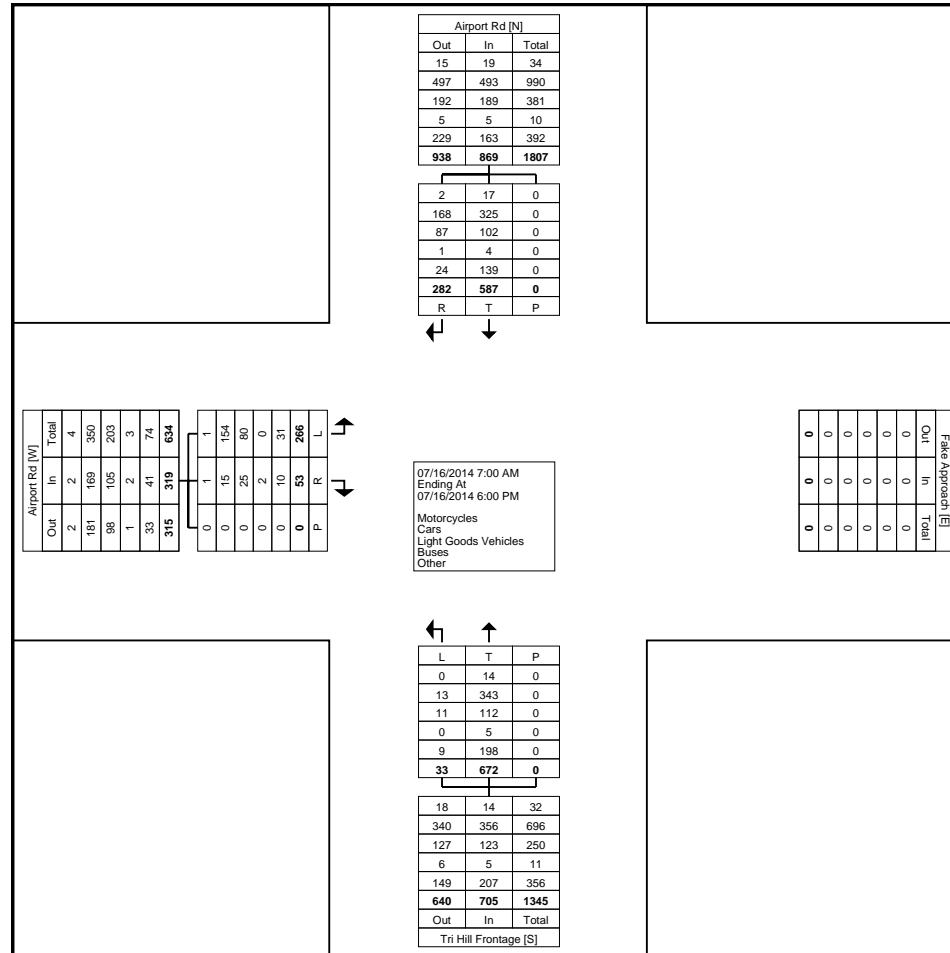 Airport Rd [N]
Out In Total
15 19 34
497 493 990
192 189 381
5 5 10
229 163 392
938 869 1807
2 17 0
168 325 0
87 102 0
1 4 0
24 139 0
282 587 0
R T P
Airport Rd [W]
Total 4 350 203 3 74 634
In 2 169 105 2 41 319
Out 2 181 98 1 33 315
1 154 80 0 31 266 L
1 15 25 2 10 53 R
0 0 0 0 0 0 P
07/16/2014 7:00 AM
Ending At
07/16/2014 6:00 PM
Motorcycles
Cars
Light Goods Vehicles
Buses
Other
Fake Approach [E]
Out In Total
0 0 0
0 0 0
0 0 0
0 0 0
0 0 0
0 0 0
L T P
0 14 0
13 343 0
11 112 0
0 5 0
9 198 0
33 672 0
18 14 32
340 356 696
127 123 250
6 5 11
149 207 356
640 705 1345
Out In Total
Tri Hill Frontage [S]